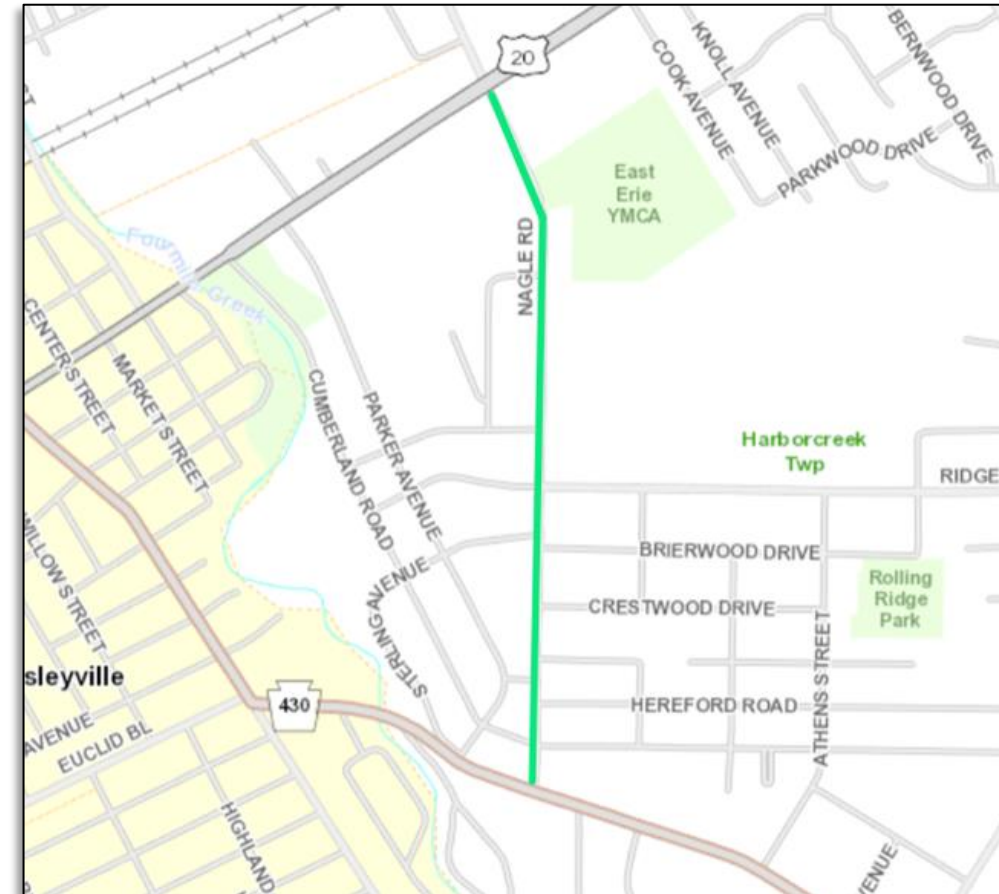 20
COOK AVENUE
KNOLL AVENUE
BERNWOOD DRIVE
PARKWOOD DRIVE
East
Erie
YMCA
NAGLE RD
Creek
CENTER STREET
MARKET STREET
CUMBERLAND ROAD
PARKER AVENUE
Harborcreek
Twp
RIDGE
BRIERWOOD DRIVE
Rolling
Ridge
Park
CRESTWOOD DRIVE
STERLING AVENUE
WILLOW STREET
ATHENS STREET
sleyville
430
HEREFORD ROAD
AVENUE
EUCLID BL
HIGHLAND
VENUE